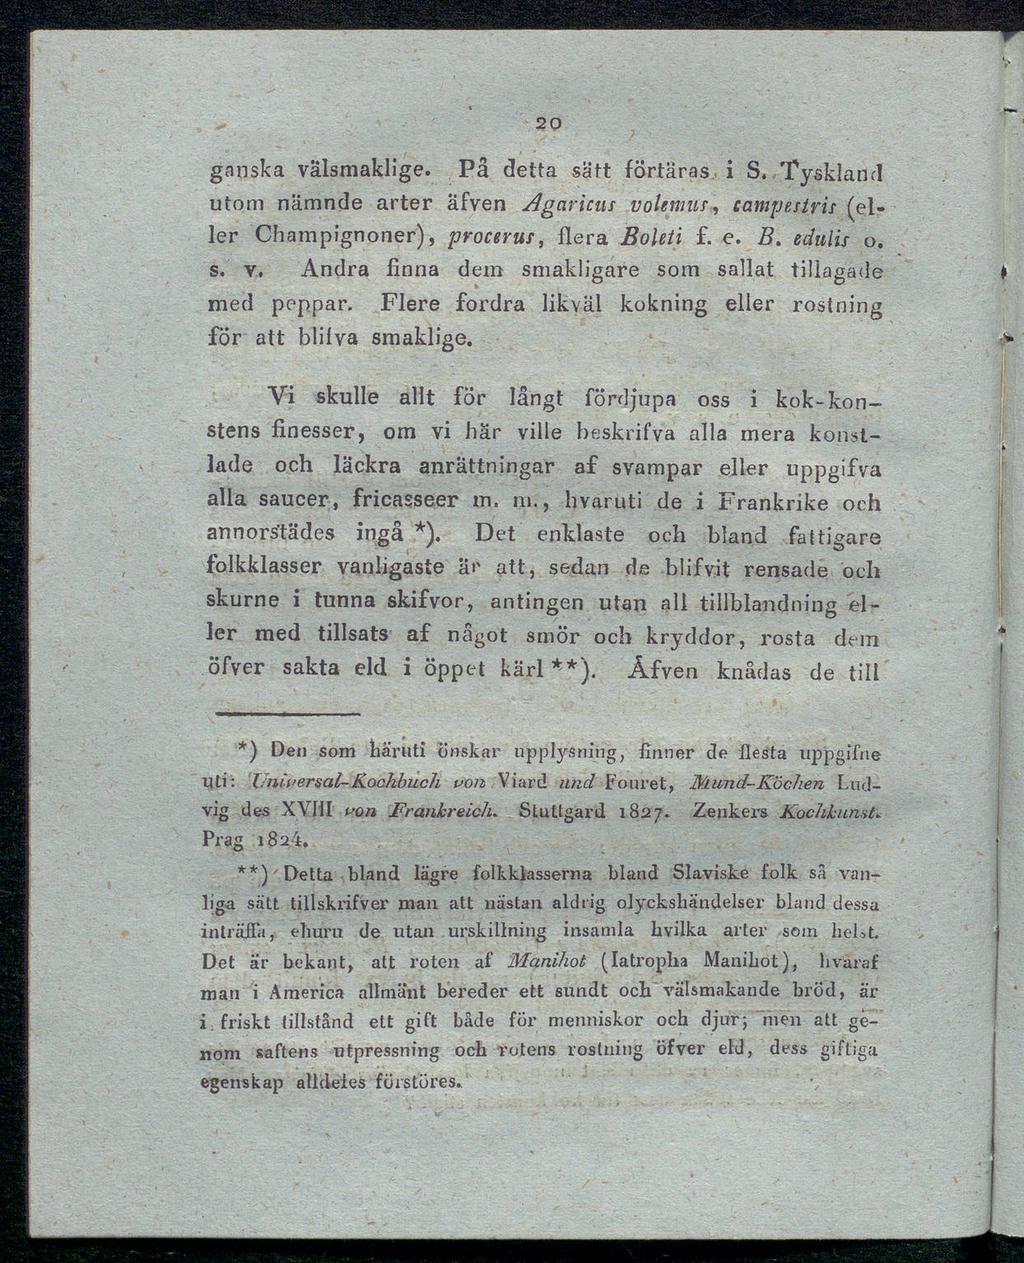 20
ganska välsmaklige. På detta sätt förtäras i S. Tyskland
utom nämnde arter äfven Agaricus volemus, campestris (el-
ler Champignoner), procerus, flera Boleti f. e. B. edulis o.
s. v. Andra finna dem smakligare som sallat tillagade
med peppar. Flere fordra likväl kokning eller rostning
för att blifva smaklige.
Vi skulle allt för långt fördjupa oss i kok-kon-
stens finesser, om vi här ville beskrifva alla mera konst-
lade och läckra anrättningar af svampar eller uppgifva
alla saucer, fricasseer m. m., hvaruti de i Frankrike och
annorstädes ingå *). Det enklaste och bland fattigare
folkklasser vanligaste är att, sedan de blifvit rensade och
skurne i tunna skifvor, antingen utan all tillblandning el-
ler med tillsats af något smör och kryddor, rosta dem
öfver sakta eld i öppet kärl **). Äfven knådas de till
*) Den som häruti önskar upplysning, finner de flesta uppgifne
uti: Universal-Kochbuch von Viard und Fouret, Mund-Köchen Lud-
vig des XVIII von Frankreich. Stuttgard 1827. Zenkers Kochkunst.
Prag 1824.
**) Detta bland lägre folkklasserna bland Slaviske folk så van-
liga sätt tillskrifver man att nästan aldrig olyckshändelser bland dessa
inträffa, ehuru de utan urskillning insamla hvilka arter som helst.
Det är bekant, att roten af Manihot (Iatropha Manihot), hvaraf
man i America allmänt bereder ett sundt och välsmakande bröd, är
i friskt tillstånd ett gift både för menniskor och djur; men att ge-
nom saftens utpressning och rotens rostning öfver eld, dess giftiga
egenskap alldeles förstöres.